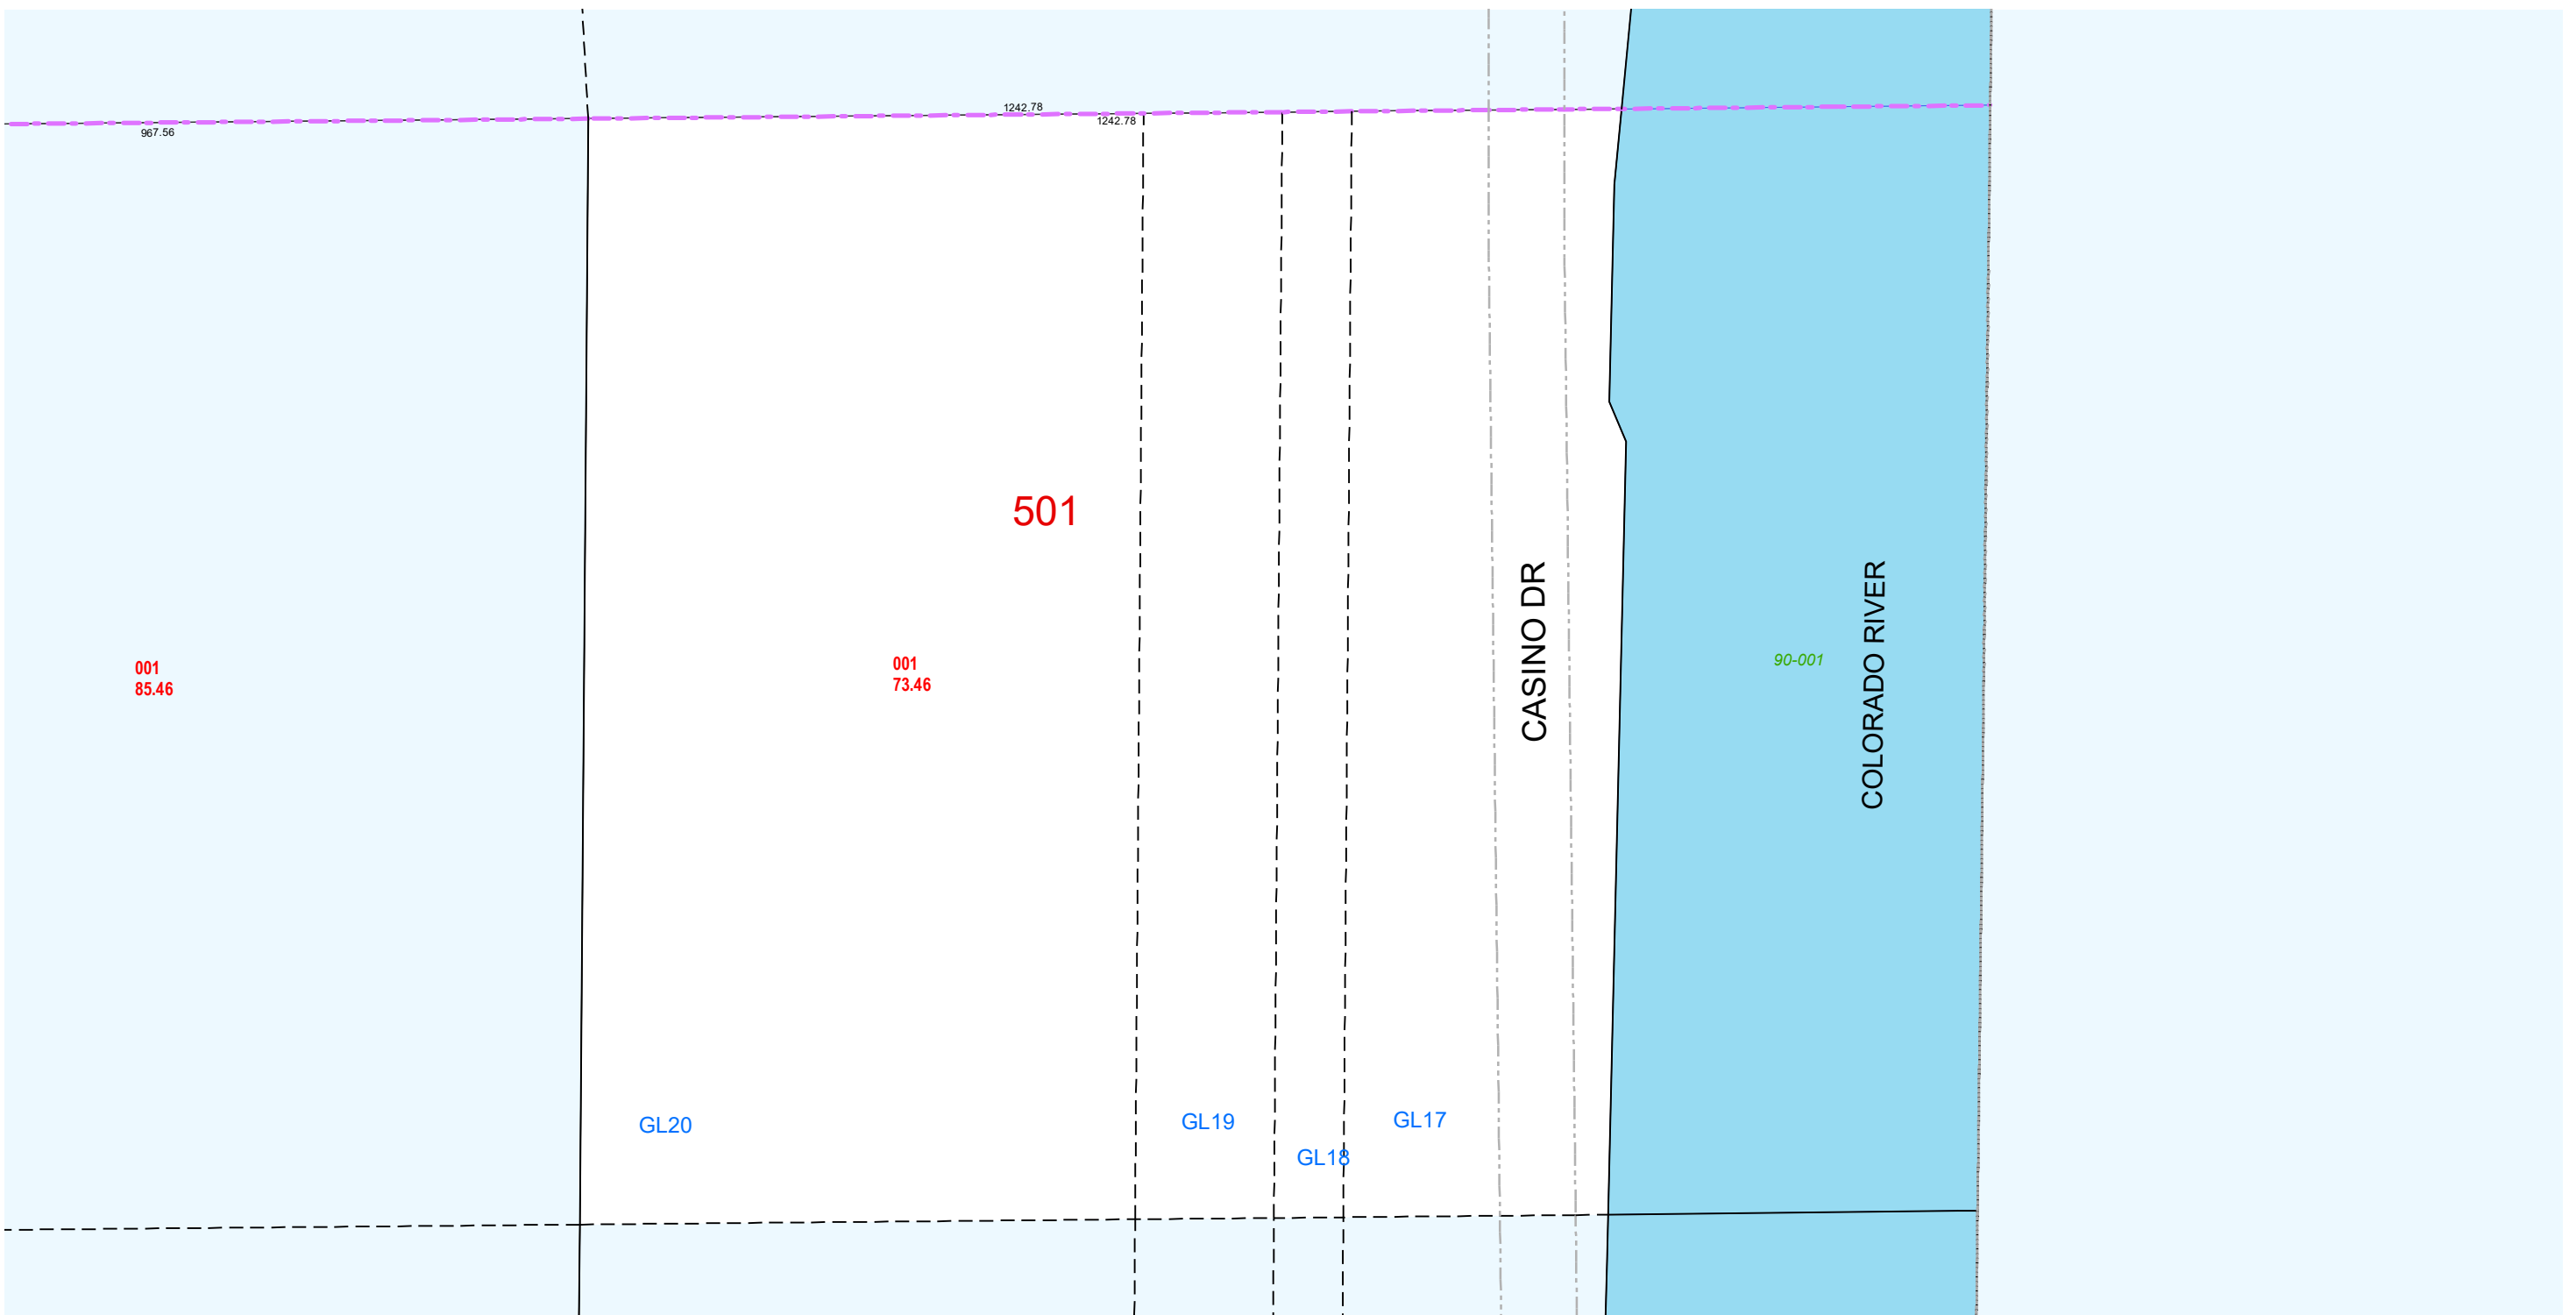 1242.78
1242.78
967.56
501
CASINO DR
COLORADO RIVER
90-001
001
85.46
001
73.46
GL20
GL19
GL18
GL17